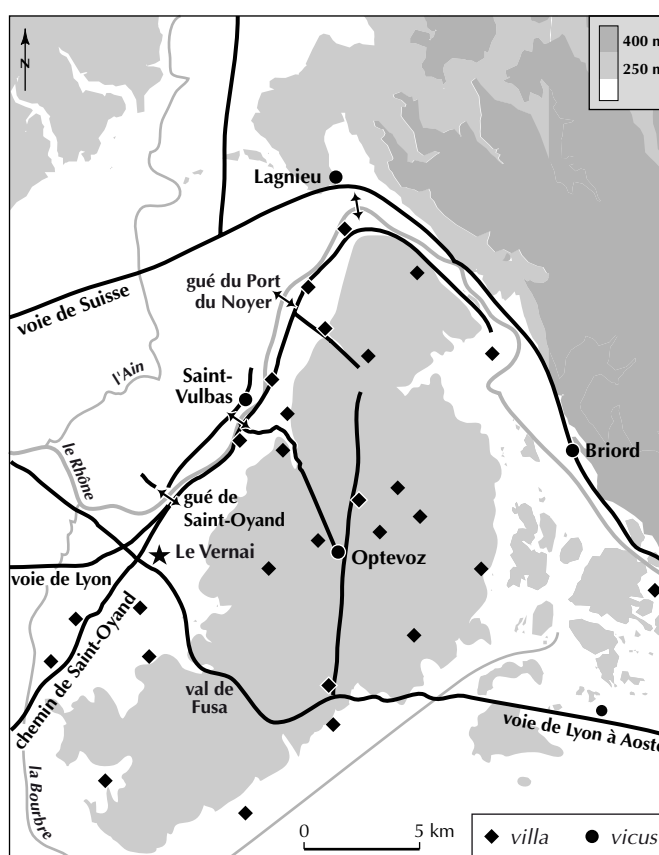 N
400 m
250 m
Lagnieu
gué du Port
du Noyer
voie de Suisse
l'Ain
Saint-
Vulbas
le Rhône
Briord
gué de
Saint-Oyand
Le Vernai
Optevoz
voie de Lyon
chemin de Saint-Oyand
val de
Fusa
voie de Lyon à Aoste
la Bourbre
0 5 km
villa vicus